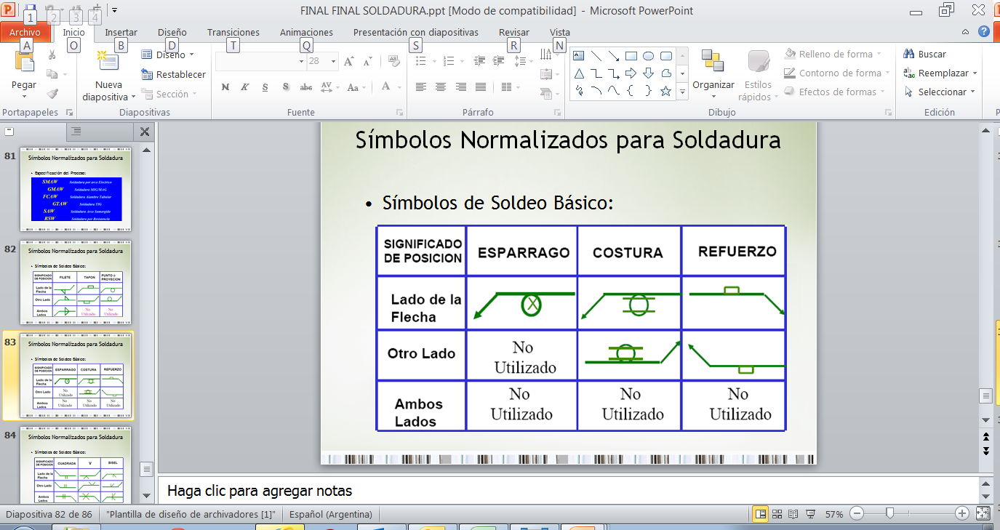 FINAL FINAL SOLDADURA.ppt [Modo de compatibilidad] - Microsoft PowerPoint
1 2 3 4
Archivo Inicio Insertar Diseño Transiciones Animaciones Presentación con diapositivas Revisar Vista
A O B D T Q S R N
Pegar
Portapapeles
Nueva diapositiva
Diseño
Restablecer
Sección
Diapositivas
28
N K S S abc AV Aa A
Fuente
Párrafo
Organizar
Estilos rápidos
Dibujo
Relleno de forma
Contorno de forma
Efectos de formas
Buscar
Reemplazar
Seleccionar
Edición
81
Símbolos Normalizados para Soldadura
• Especificación del Proceso:
SMAW Soldadura por arco Electrico
GMAW Soldadura MIG/MAG
FCAW Soldadura Alambre Tubular
GTAW Soldadura TIG
SAW Soldadura Arco Sumergido
RSW Soldadura por Resistencia
82
Símbolos Normalizados para Soldadura
• Símbolos de Soldeo Básico:
SIGNIFICADO DE POSICION FILETE TAPON PUNTO ó PROYECION
Lado de la Flecha
Otro Lado
Ambos Lados No Utilizado No Utilizado
83
Símbolos Normalizados para Soldadura
• Símbolos de Soldeo Básico:
SIGNIFICADO DE POSICION ESPARRAGO COSTURA REFUERZO
Lado de la Flecha
Otro Lado No Utilizado
Ambos Lados No Utilizado No Utilizado No Utilizado
84
Símbolos Normalizados para Soldadura
• Símbolos de Soldeo Básico:
SIGNIFICADO DE POSICION CUADRADA V BISEL
Lado de la Flecha
Otro Lado
Ambos Lados
Símbolos Normalizados para Soldadura
• Símbolos de Soldeo Básico:
SIGNIFICADO
DE POSICION ESPARRAGO COSTURA REFUERZO
Lado de la
Flecha
Otro Lado No
Utilizado
Ambos
Lados No
Utilizado No
Utilizado No
Utilizado
Haga clic para agregar notas
Diapositiva 82 de 86 "Plantilla de diseño de archivadores [1]" Español (Argentina) 57%